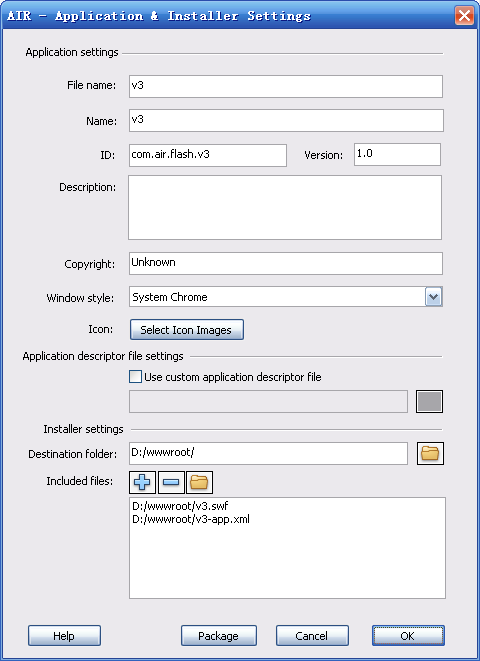 AIR - Application & Installer Settings
Application settings
File name: v3
Name: v3
ID: com.air.flash.v3 Version: 1.0
Description:
Copyright: Unknown
Window style: System Chrome
Icon: Select Icon Images
Application descriptor file settings
Use custom application descriptor file
Installer settings
Destination folder: D:/wwwroot/
Included files:
D:/wwwroot/v3.swf
D:/wwwroot/v3-app.xml
Help Package Cancel OK